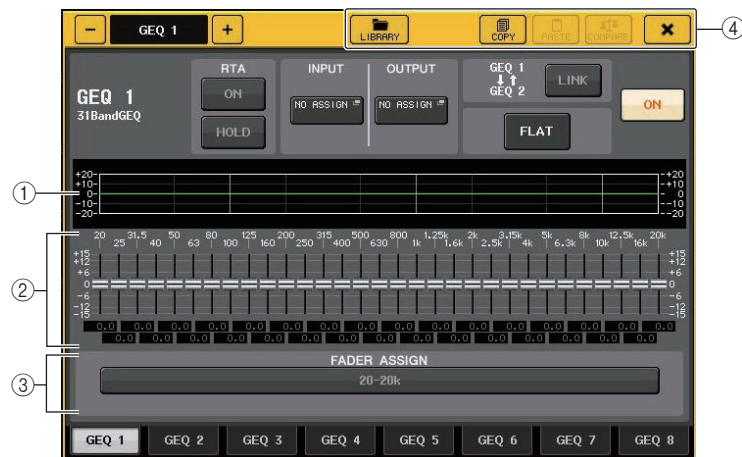 − GEQ 1 + LIBRARY COPY PASTE COMPARE × ④
GEQ 1
31BandGEQ
RTA
ON
HOLD
INPUT OUTPUT
NO ASSIGN NO ASSIGN
GEQ 1
↓↑
GEQ 2
LINK
FLAT
ON
①
+20 +20
+10 +10
0 0
-10 -10
-20 -20
20 31.5 50 80 125 200 315 500 800 1.25k 2k 3.15k 5k 8k 12.5k 20k
25 40 63 100 160 250 400 630 1k 1.6k 2.5k 4k 6.3k 10k 16k
②
+15 +15
+12 +12
+6 +6
0 0
-6 -6
-12 -12
-15 -15
0.0 0.0 0.0 0.0 0.0 0.0 0.0 0.0 0.0 0.0 0.0 0.0 0.0 0.0 0.0 0.0
0.0 0.0 0.0 0.0 0.0 0.0 0.0 0.0 0.0 0.0 0.0 0.0 0.0 0.0 0.0
③
FADER ASSIGN
20-20k
GEQ 1 GEQ 2 GEQ 3 GEQ 4 GEQ 5 GEQ 6 GEQ 7 GEQ 8